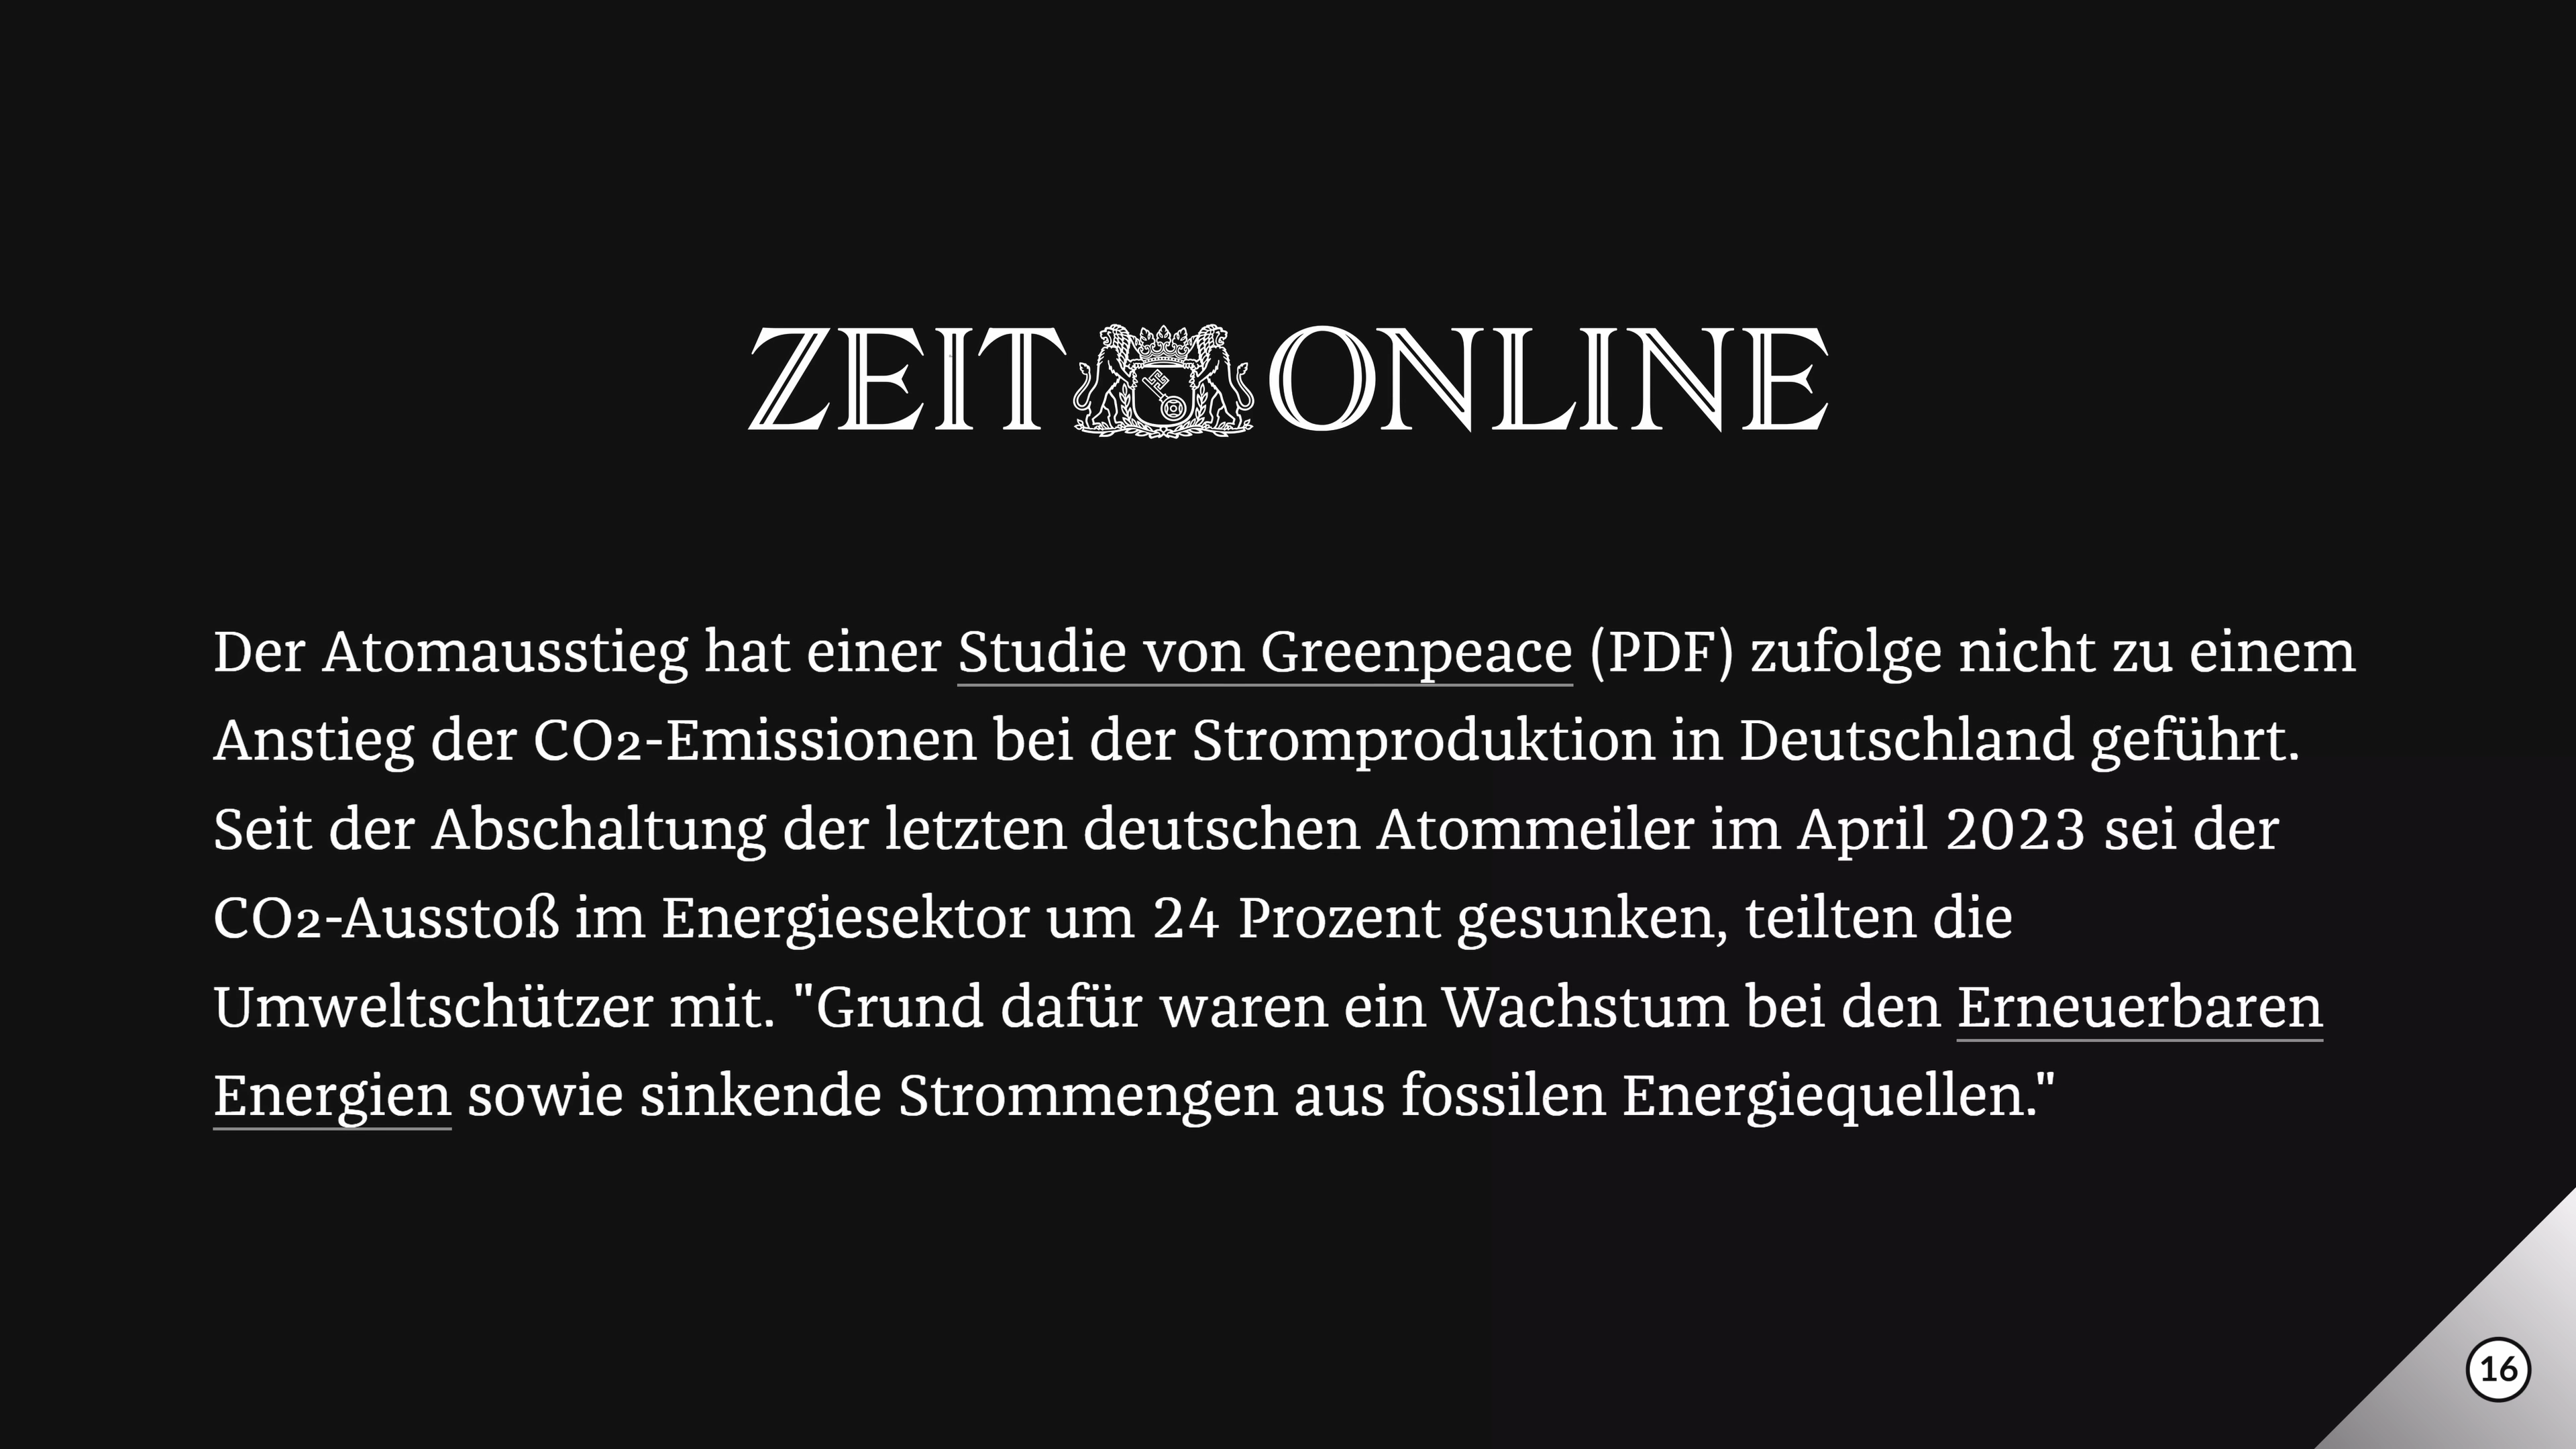 ZEIT ONLINE
Der Atomausstieg hat einer Studie von Greenpeace (PDF) zufolge nicht zu einem
Anstieg der CO2-Emissionen bei der Stromproduktion in Deutschland geführt.
Seit der Abschaltung der letzten deutschen Atommeiler im April 2023 sei der
CO2-Ausstoß im Energiesektor um 24 Prozent gesunken, teilten die
Umweltschützer mit. "Grund dafür waren ein Wachstum bei den Erneuerbaren
Energien sowie sinkende Strommengen aus fossilen Energiequellen."
16